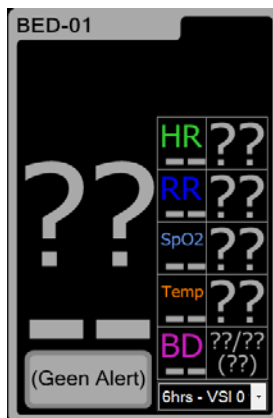 BED-01
??
HR ??
RR ??
SpO2 ??
Temp ??
BD ??/??
(??)
(Geen Alert)
6hrs - VSI 0